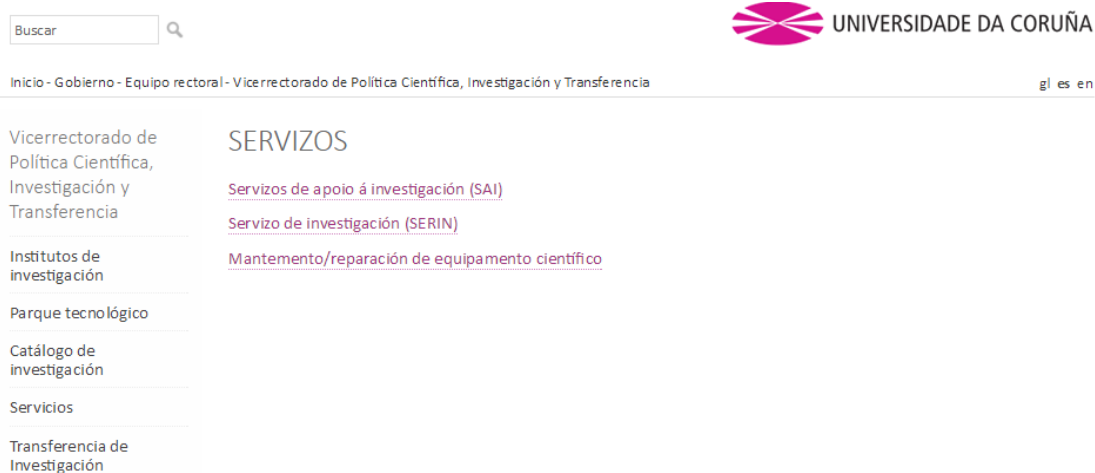 Buscar
UNIVERSIDADE DA CORUÑA
Inicio - Gobierno - Equipo rectoral - Vicerrectorado de Política Científica, Investigación y Transferencia
gl es en
Vicerrectorado de
Política Científica,
Investigación y
Transferencia
Institutos de
investigación
Parque tecnológico
Catálogo de
investigación
Servicios
Transferencia de
Investigación
SERVIZOS
Servizos de apoio á investigación (SAI)
Servizo de investigación (SERIN)
Mantemento/reparación de equipamento científico